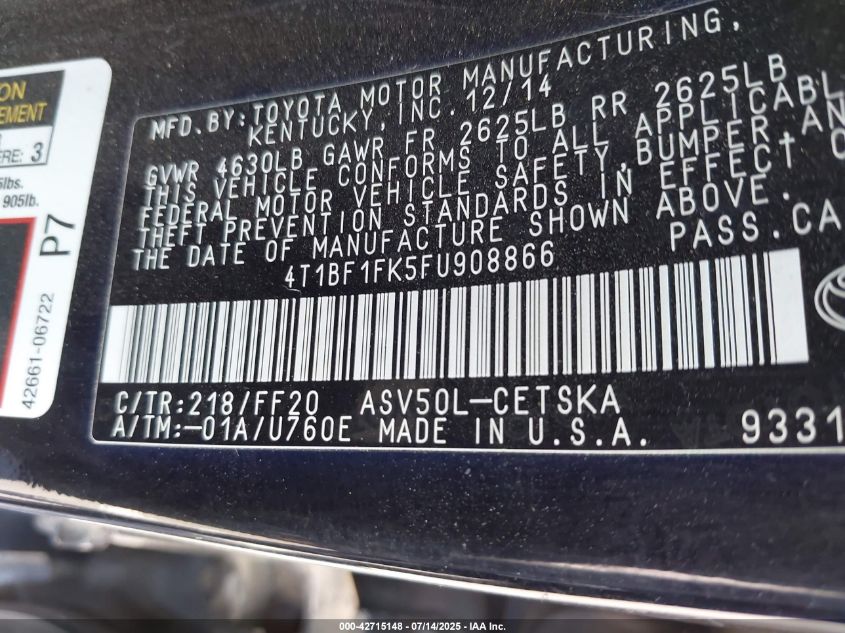 ON
EMENT
ERE: 3
lbs.
905lb.
P7
42661-06722
MFD. BY: TOYOTA MOTOR MANUFACTURING,
KENTUCKY, INC. 12/14
GVWR 4630LB GAWR FR 2625LB RR 2625LB
THIS VEHICLE CONFORMS TO ALL APPLICABL
FEDERAL MOTOR VEHICLE SAFETY, BUMPER, AN
THEFT PREVENTION STANDARDS IN EFFECT O
THE DATE OF MANUFACTURE SHOWN ABOVE.
4T1BF1FK5FU908866 PASS.CA
C/TR:218/FF20 ASV50L-CETSKA
A/TM:-01A/U760E MADE IN U.S.A. 9331
000-42715148 - 07/14/2025 - IAA Inc.